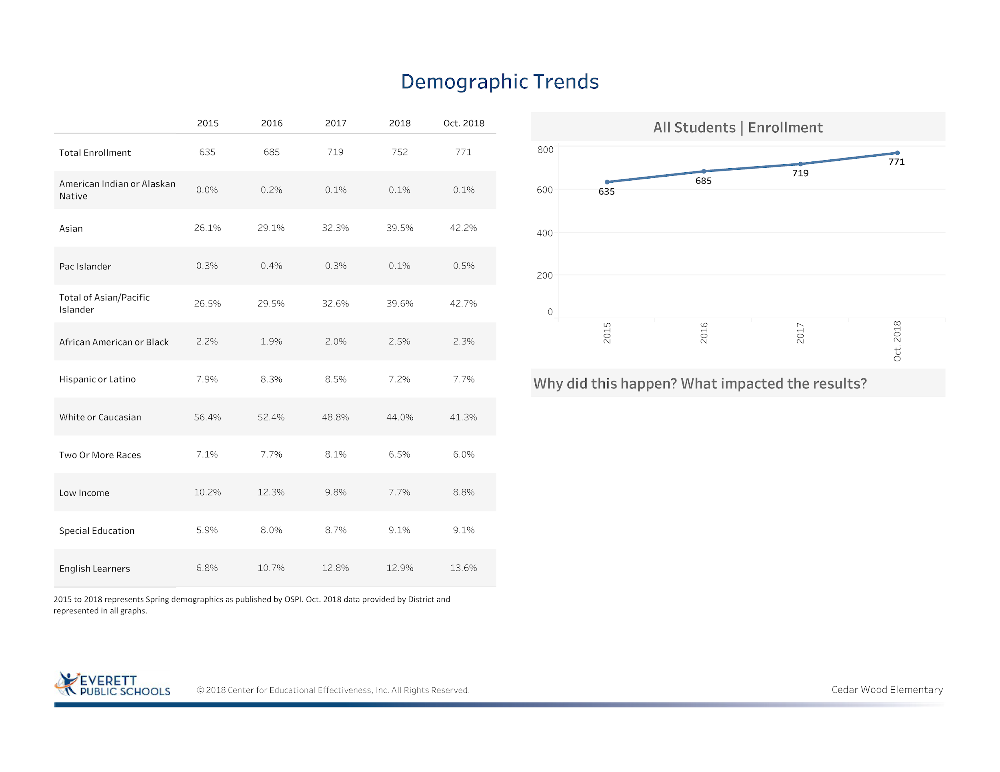 Demographic Trends
2015 2016 2017 2018 Oct. 2018
Total Enrollment 635 685 719 752 771
American Indian or Alaskan
Native 0.0% 0.2% 0.1% 0.1% 0.1%
Asian 26.1% 29.1% 32.3% 39.5% 42.2%
Pac Islander 0.3% 0.4% 0.3% 0.1% 0.5%
Total of Asian/Pacific
Islander 26.5% 29.5% 32.6% 39.6% 42.7%
African American or Black 2.2% 1.9% 2.0% 2.5% 2.3%
Hispanic or Latino 7.9% 8.3% 8.5% 7.2% 7.7%
White or Caucasian 56.4% 52.4% 48.8% 44.0% 41.3%
Two Or More Races 7.1% 7.7% 8.1% 6.5% 6.0%
Low Income 10.2% 12.3% 9.8% 7.7% 8.8%
Special Education 5.9% 8.0% 8.7% 9.1% 9.1%
English Learners 6.8% 10.7% 12.8% 12.9% 13.6%
2015 to 2018 represents Spring demographics as published by OSPI. Oct. 2018 data provided by District and
represented in all graphs.
All Students | Enrollment
800
600
400
200
0
635
685
719
771
2015
2016
2017
Oct. 2018
Why did this happen? What impacted the results?
EVERETT
PUBLIC SCHOOLS
© 2018 Center for Educational Effectiveness, Inc. All Rights Reserved.
Cedar Wood Elementary